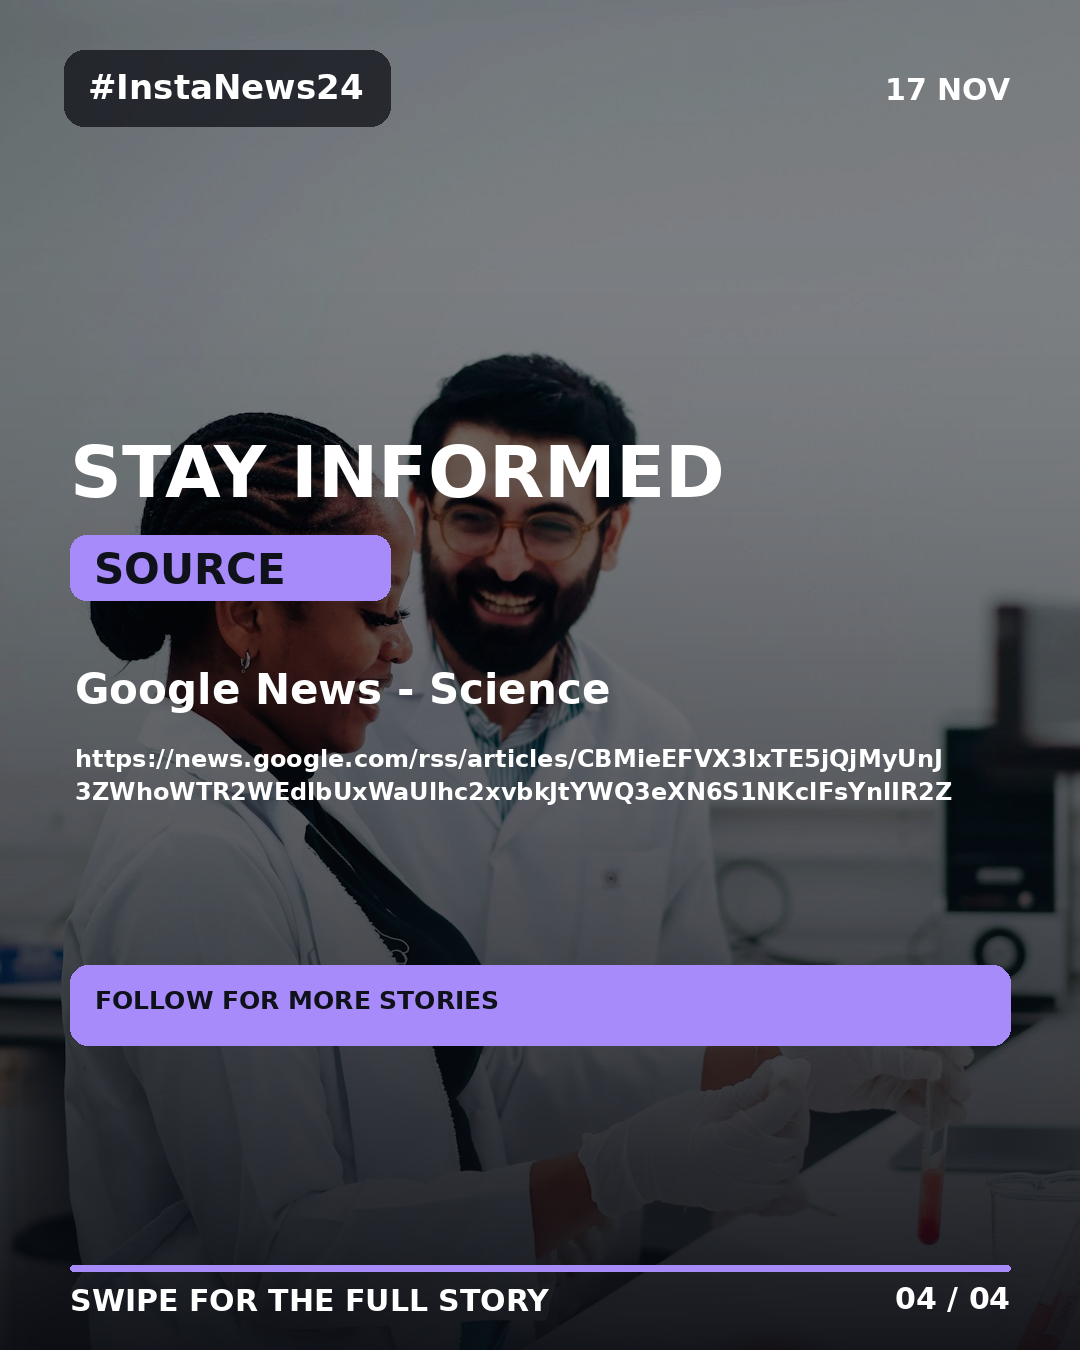 #InstaNews24
17 NOV
STAY INFORMED
SOURCE
Google News - Science
https://news.google.com/rss/articles/CBMieEFVX3lxTE5jQjMyUnJ
3ZWhoWTR2WEdlbUxWaUlhc2xvbkJtYWQ3eXN6S1NKclFsYnllR2Z
FOLLOW FOR MORE STORIES
SWIPE FOR THE FULL STORY
04 / 04